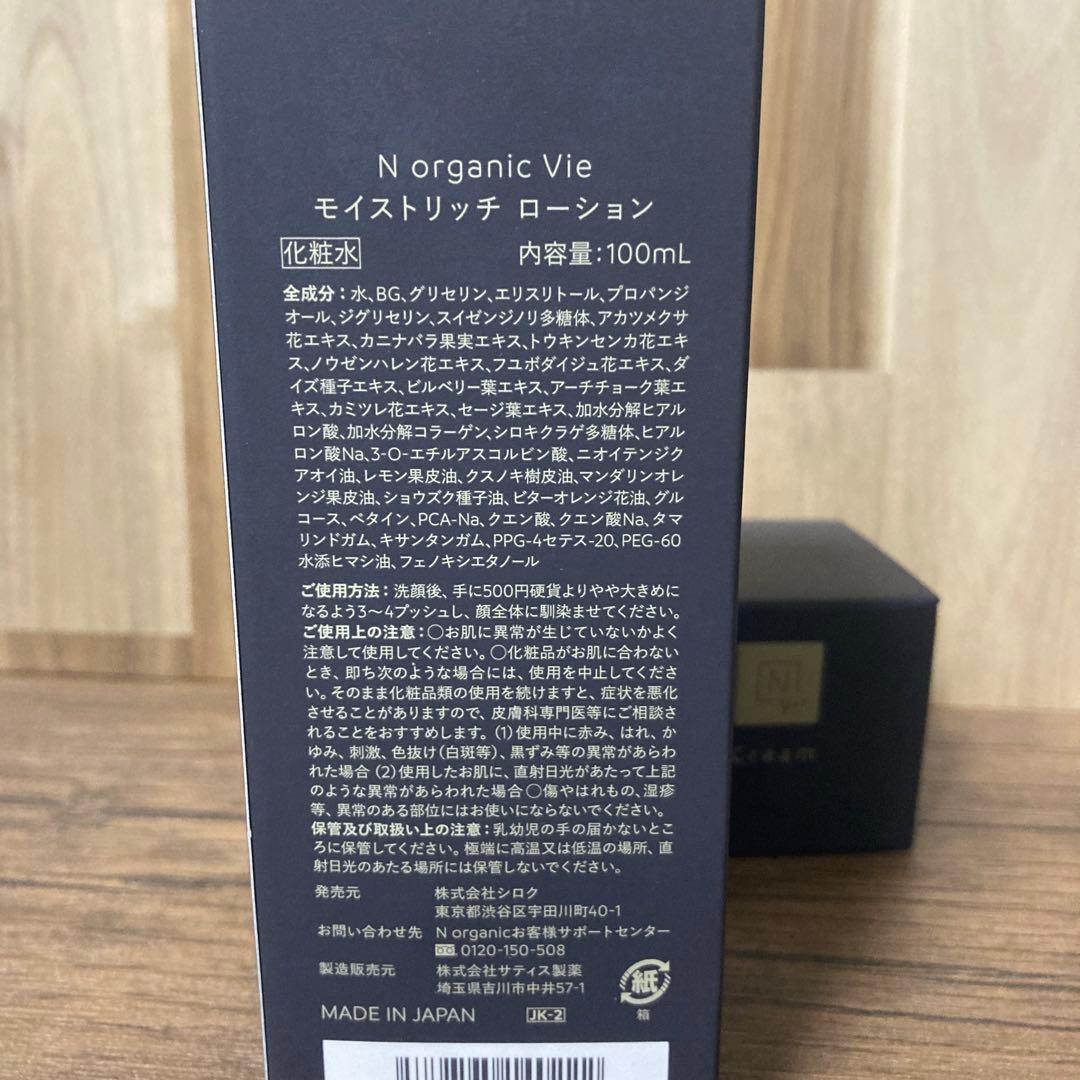 N organic Vie
モイストリッチ ローション
化粧水 内容量:100mL
全成分:水、BG、グリセリン、エリスリトール、プロパンジ
オール、ジグリセリン、スイゼンジノリ多糖体、アカツメクサ
花エキス、カニナバラ果実エキス、トウキンセンカ花エキ
ス、ノウゼンハレン花エキス、フユボダイジュ花エキス、ダ
イズ種子エキス、ビルベリー葉エキス、アーチチョーク葉エ
キス、カミツレ花エキス、セージ葉エキス、加水分解ヒアル
ロン酸、加水分解コラーゲン、シロキクラゲ多糖体、ヒアル
ロン酸Na、3-O-エチルアスコルビン酸、ニオイテンジク
アオイ油、レモン果皮油、クスノキ樹皮油、マンダリンオレ
ンジ果皮油、ショウズク種子油、ビターオレンジ花油、グル
コース、ベタイン、PCA-Na、クエン酸、クエン酸Na、タマ
リンドガム、キサンタンガム、PPG-4セテス-20、PEG-60
水添ヒマシ油、フェノキシエタノール
ご使用方法:洗顔後、手に500円硬貨よりやや大きめに
なるよう3〜4プッシュし、顔全体に馴染ませてください。
ご使用上の注意:○お肌に異常が生じていないかよく
注意して使用してください。○化粧品がお肌に合わない
とき、即ち次のような場合には、使用を中止してくださ
い。そのまま化粧品類の使用を続けますと、症状を悪化
させることがありますので、皮膚科専門医等にご相談さ
れることをおすすめします。(1)使用中に赤み、はれ、か
ゆみ、刺激、色抜け(白斑等)、黒ずみ等の異常があらわ
れた場合 (2)使用したお肌に、直射日光があたって上記
のような異常があらわれた場合 ○傷やはれもの、湿疹
等、異常のある部位にはお使いにならないでください。
保管及び取扱い上の注意:乳幼児の手の届かないとこ
ろに保管してください。極端に高温又は低温の場所、直
射日光のあたる場所には保管しないでください。
発売元 株式会社シロク
東京都渋谷区宇田川町40-1
お問い合わせ先 N organicお客様サポートセンター
0120-150-508
製造販売元 株式会社サティス製薬
埼玉県吉川市中井57-1
紙
箱
MADE IN JAPAN JK-2
N
Vie
Cream